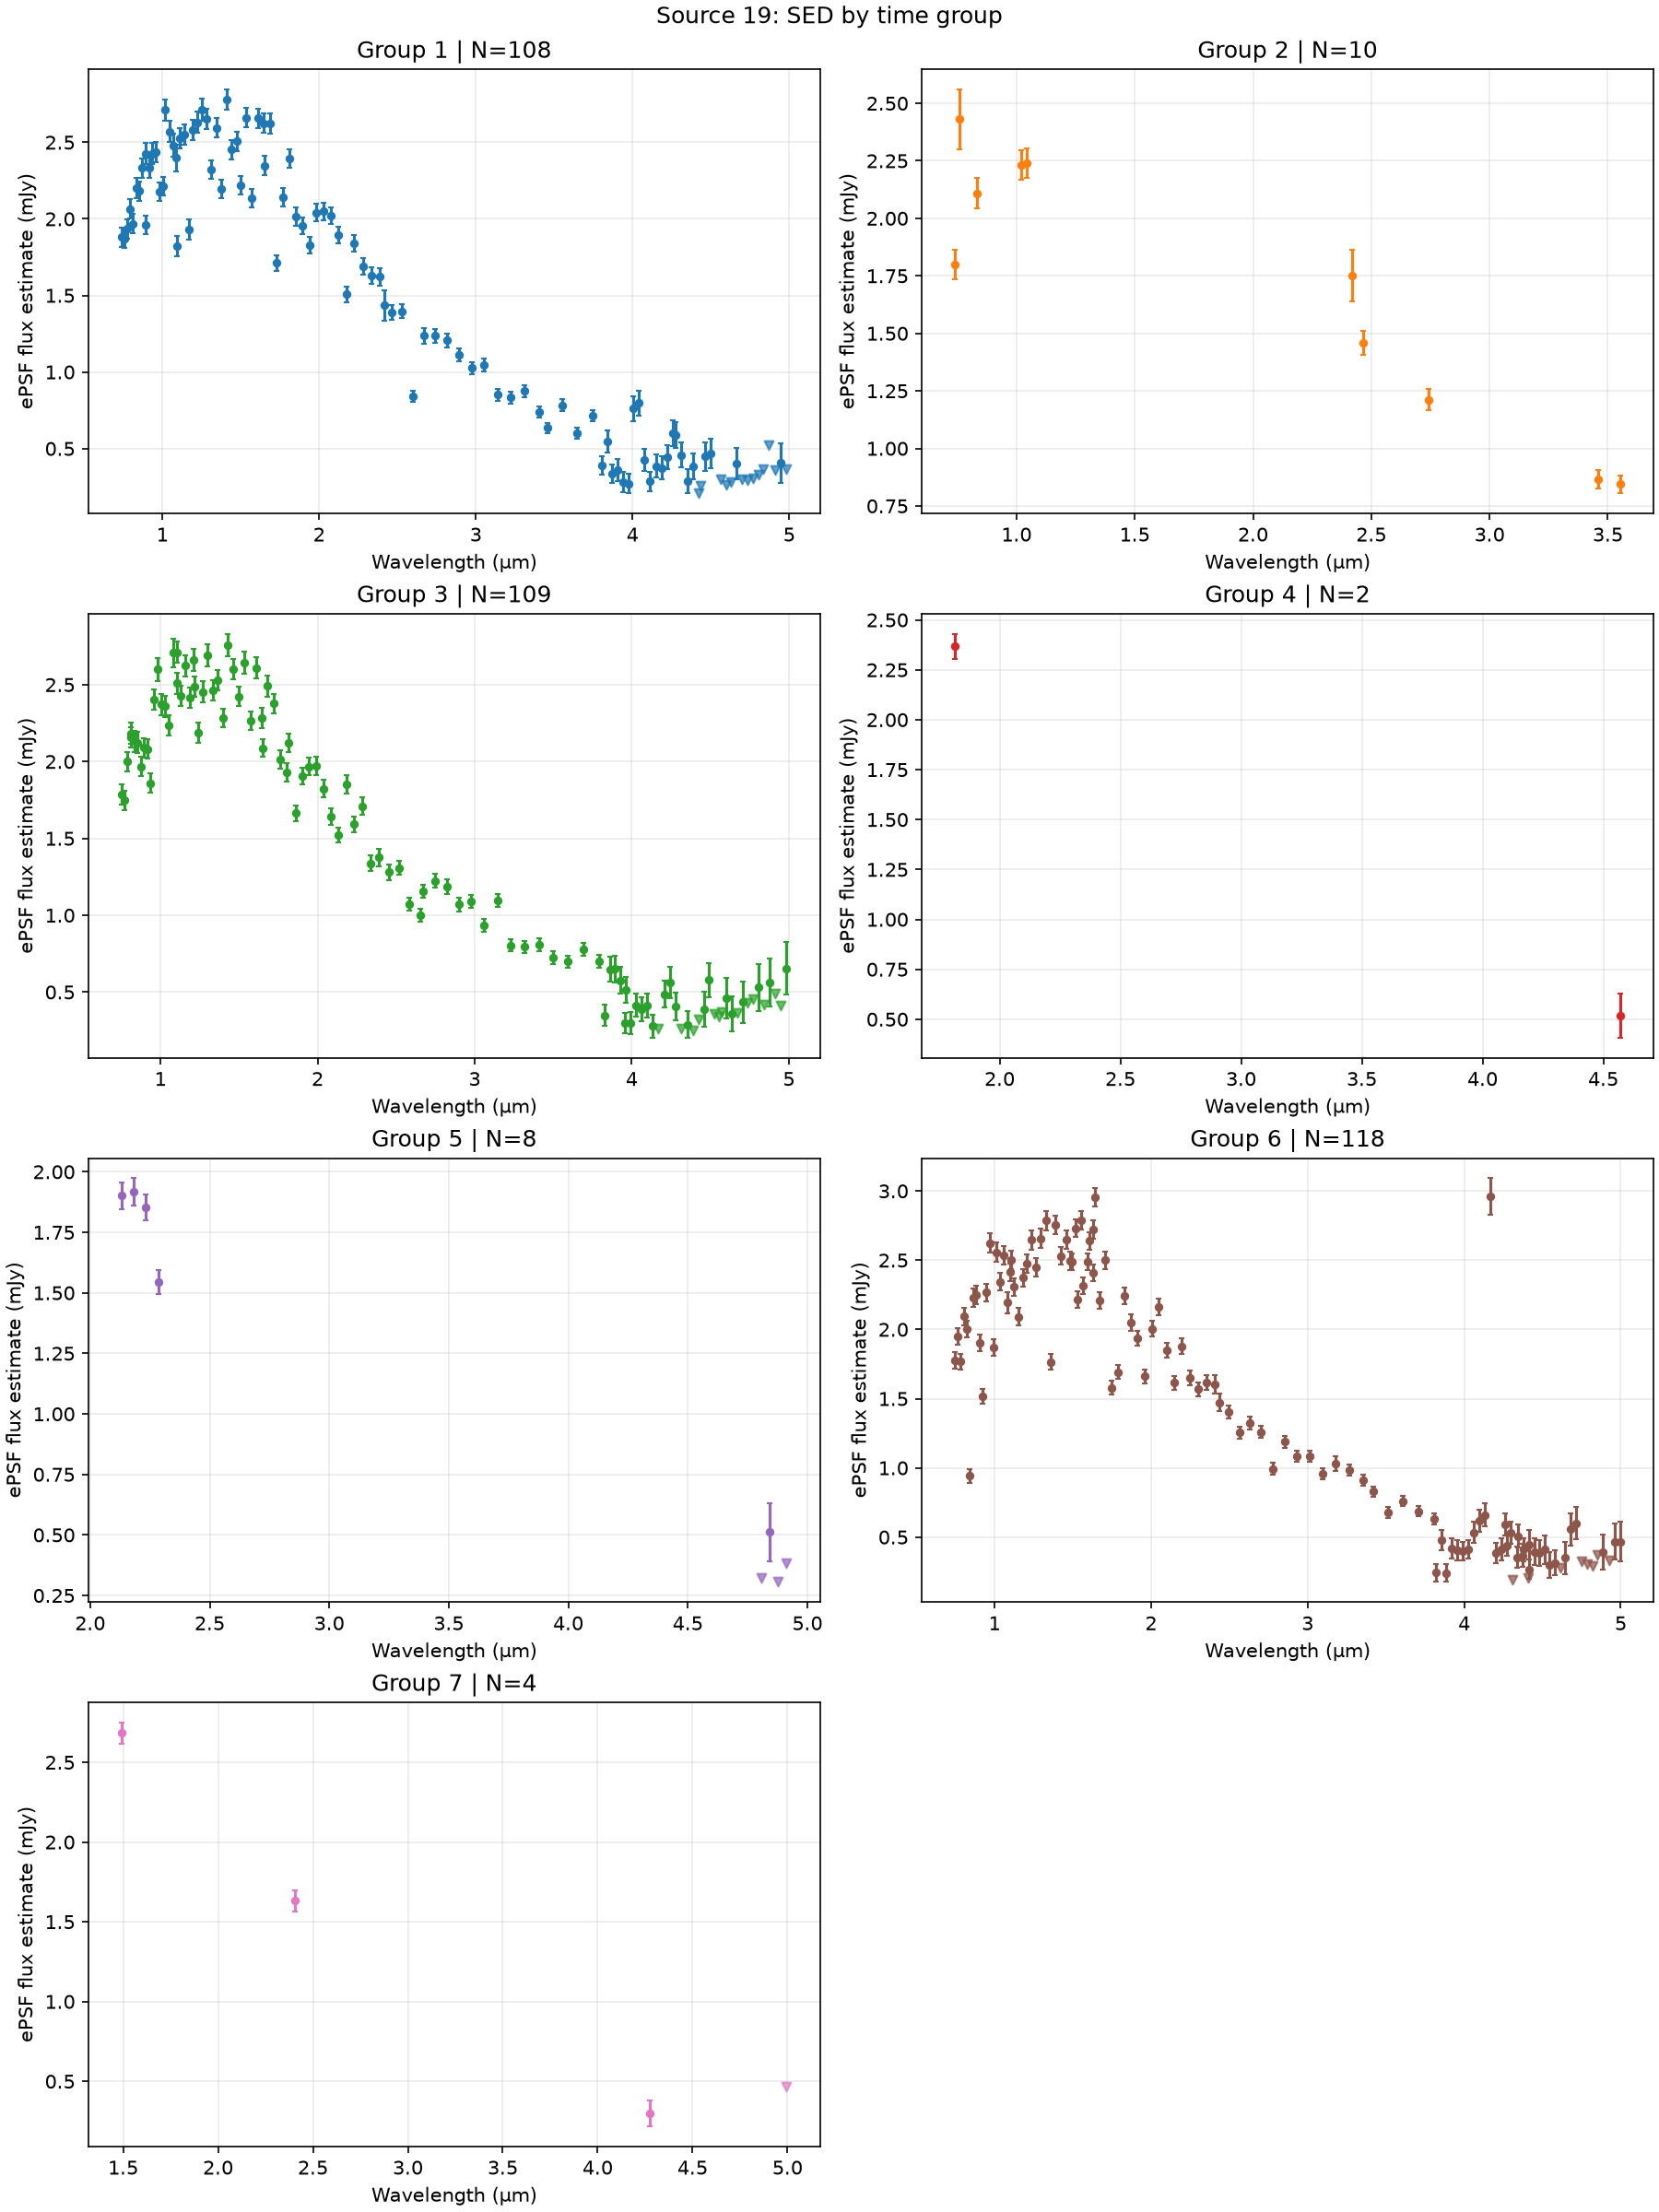 Source 19: SED by time group
Group 1 | N=108
ePSF flux estimate (mJy)
2.5
2.0
1.5
1.0
0.5
1 2 3 4 5
Wavelength (μm)
Group 2 | N=10
ePSF flux estimate (mJy)
2.50
2.25
2.00
1.75
1.50
1.25
1.00
0.75
1.0 1.5 2.0 2.5 3.0 3.5
Wavelength (μm)
Group 3 | N=109
ePSF flux estimate (mJy)
2.5
2.0
1.5
1.0
0.5
1 2 3 4 5
Wavelength (μm)
Group 4 | N=2
ePSF flux estimate (mJy)
2.50
2.25
2.00
1.75
1.50
1.25
1.00
0.75
0.50
2.0 2.5 3.0 3.5 4.0 4.5
Wavelength (μm)
Group 5 | N=8
ePSF flux estimate (mJy)
2.00
1.75
1.50
1.25
1.00
0.75
0.50
0.25
2.0 2.5 3.0 3.5 4.0 4.5 5.0
Wavelength (μm)
Group 6 | N=118
ePSF flux estimate (mJy)
3.0
2.5
2.0
1.5
1.0
0.5
1 2 3 4 5
Wavelength (μm)
Group 7 | N=4
ePSF flux estimate (mJy)
2.5
2.0
1.5
1.0
0.5
1.5 2.0 2.5 3.0 3.5 4.0 4.5 5.0
Wavelength (μm)